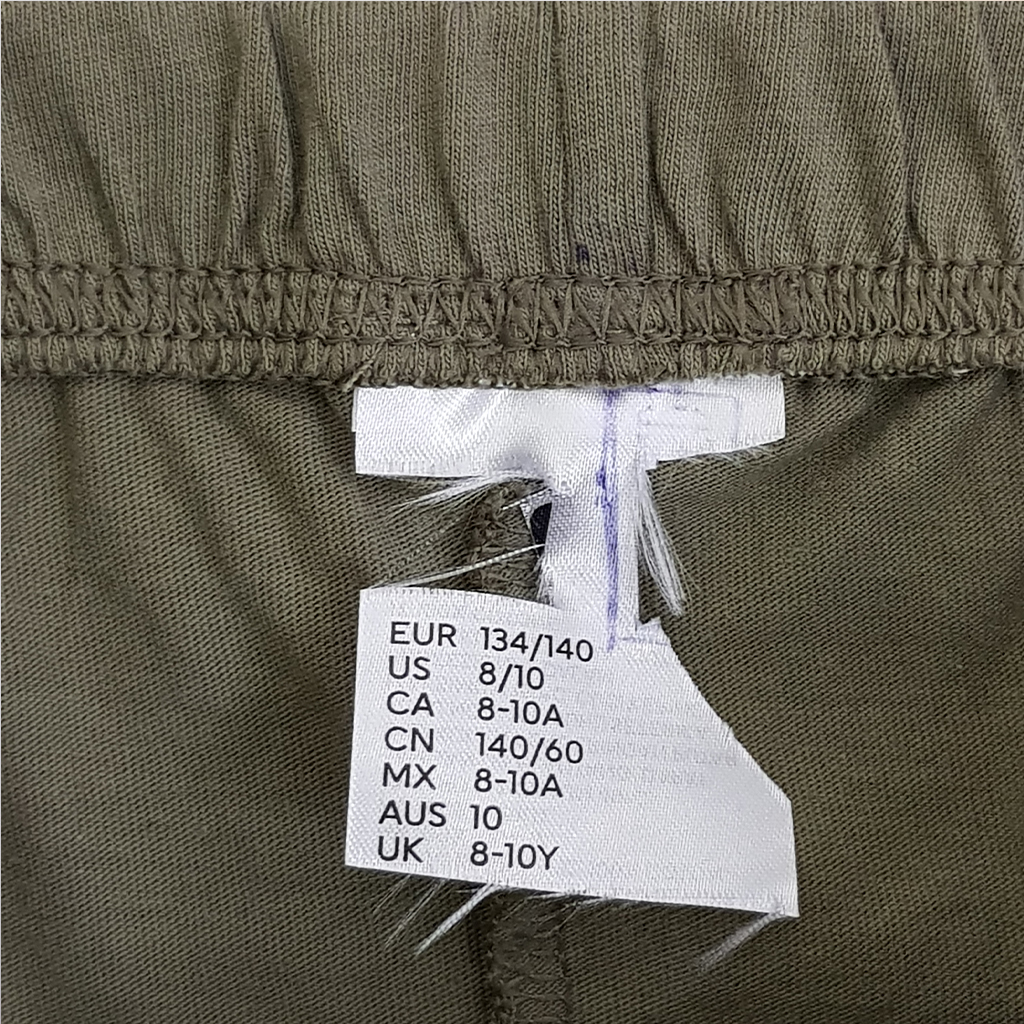 EUR 134/140
US 8/10
CA 8-10A
CN 140/60
MX 8-10A
AUS 10
UK 8-10Y